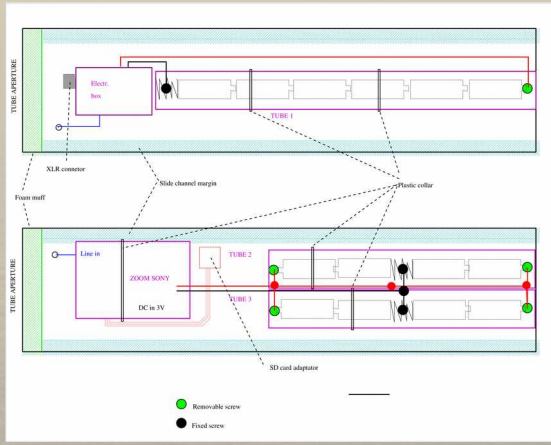 TUBE APERTURE
Electr.
box
TUBE 1
XLR connetor
Slide channel margin
Foam muff
Plastic collar
TUBE APERTURE
Line in
ZOOM SONY
DC in 3V
TUBE 2
TUBE 3
SD card adaptator
Removable screw
Fixed screw